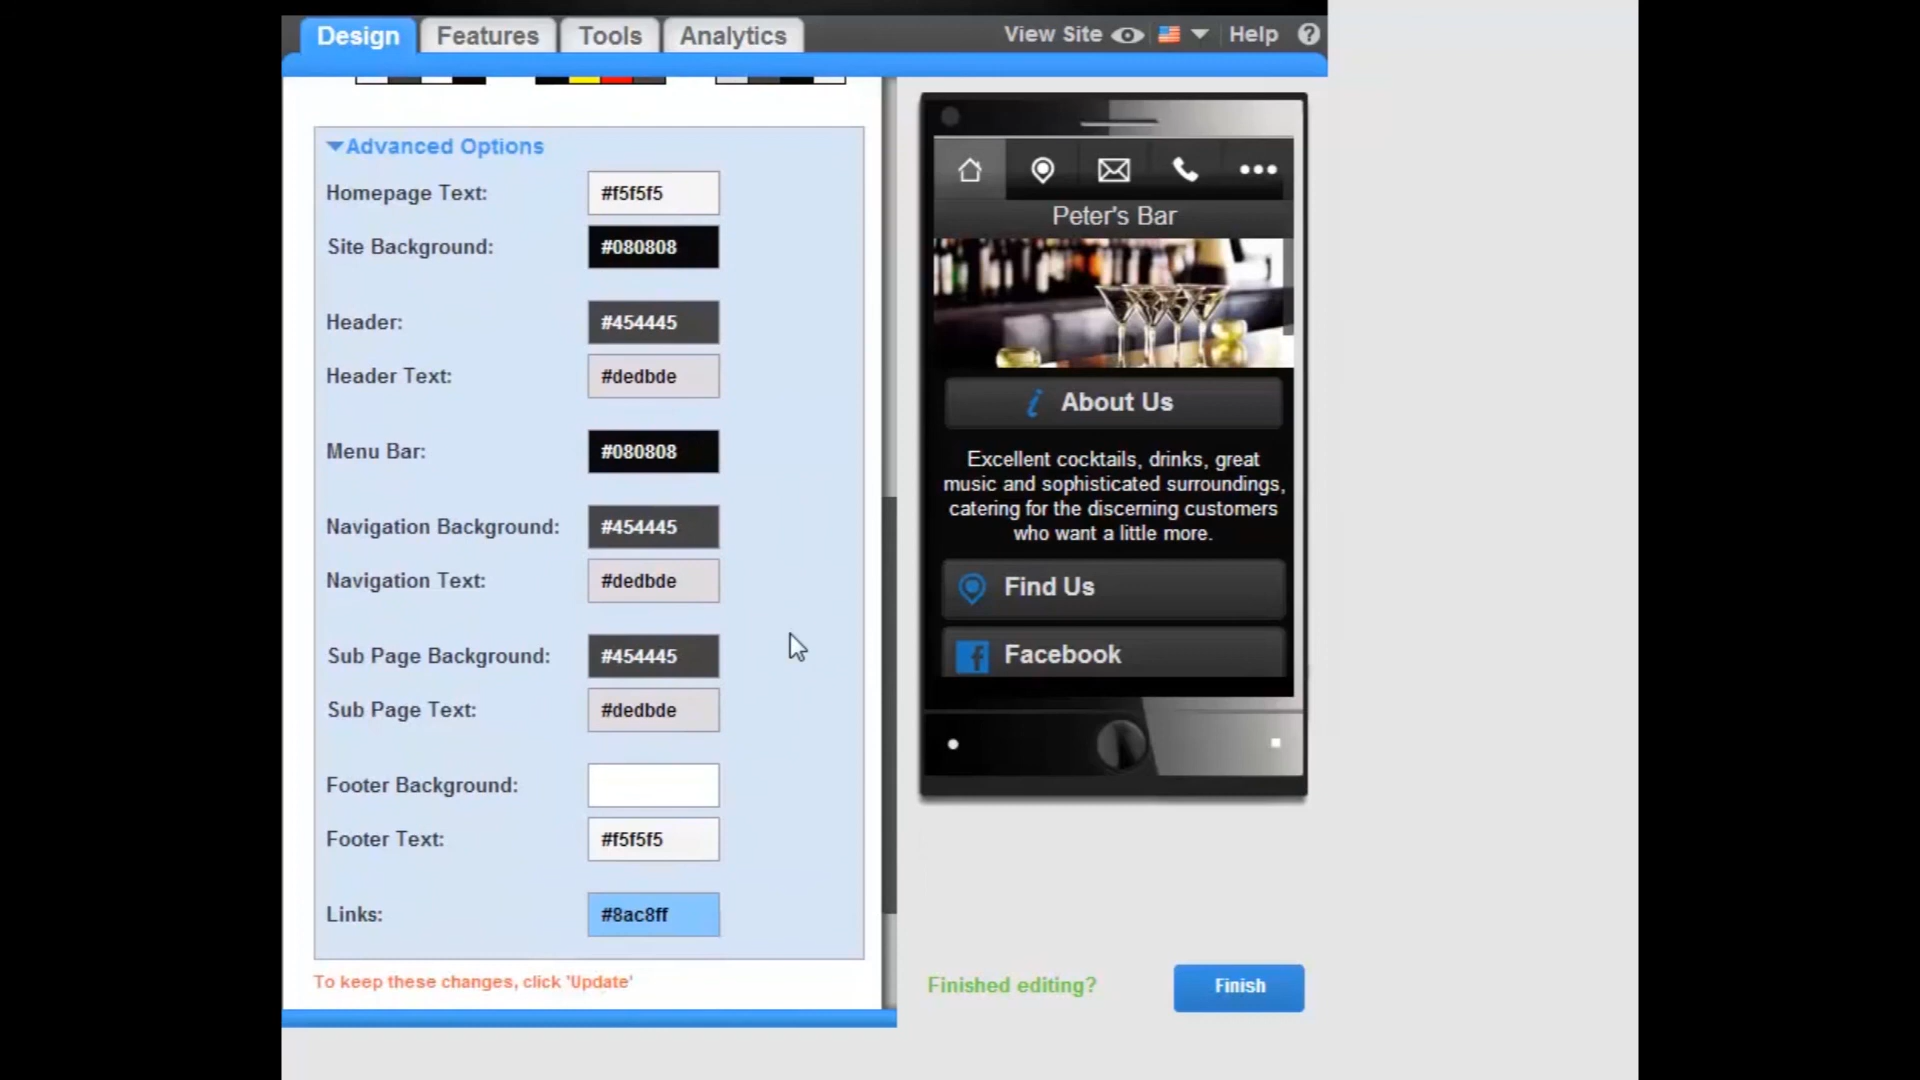 Design
Features
Tools
Analytics
View Site
Help ?
Advanced Options
Homepage Text: #f5f5f5
Site Background: #080808
Header: #454445
Header Text: #dedbde
Menu Bar: #080808
Navigation Background: #454445
Navigation Text: #dedbde
Sub Page Background: #454445
Sub Page Text: #dedbde
Footer Background:
Footer Text: #f5f5f5
Links: #8ac8ff
To keep these changes, click 'Update'
Peter's Bar
i About Us
Excellent cocktails, drinks, great
music and sophisticated surroundings,
catering for the discerning customers
who want a little more.
Find Us
f Facebook
Finished editing?
Finish